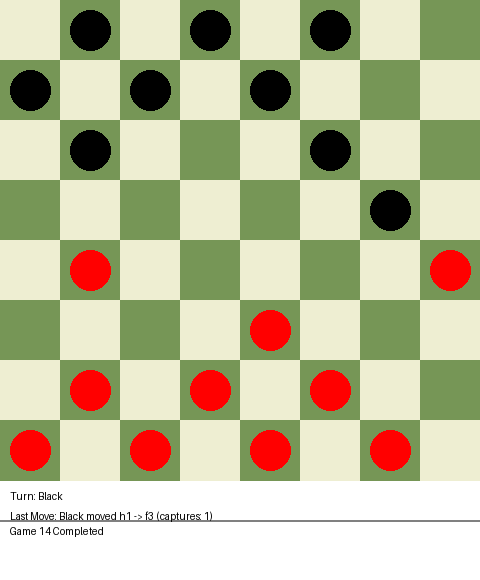 Turn: Black
Last Move: Black moved h1 -> f3 (captures: 1)
Game 14 Completed